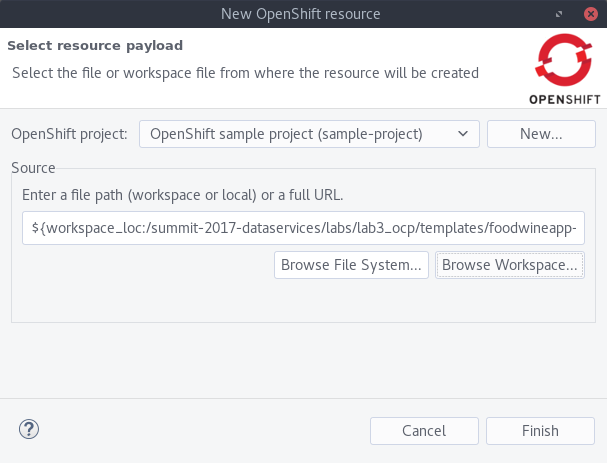 New OpenShift resource
Select resource payload
Select the file or workspace file from where the resource will be created
OPENSHIFT
OpenShift project: OpenShift sample project (sample-project) New...
Source
Enter a file path (workspace or local) or a full URL.
${workspace_loc:/summit-2017-dataservices/labs/lab3_ocp/templates/foodwineapp-
Browse File System... Browse Workspace...
? Cancel Finish